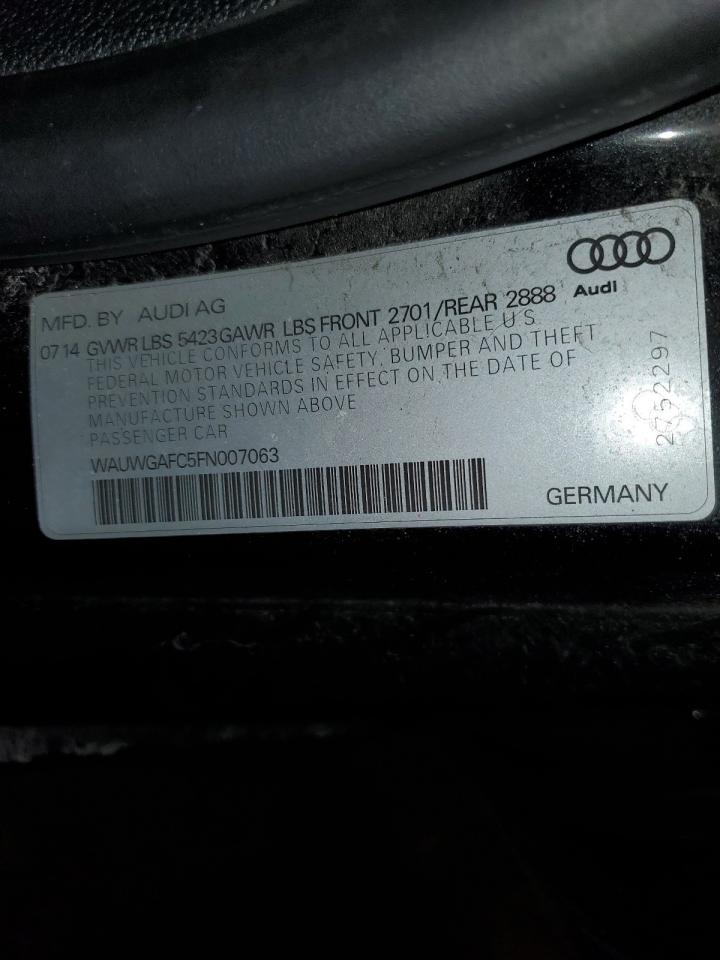 MFD. BY AUDI AG
Audi
0714 GVWR LBS 5423 GAWR LBS FRONT 2701/REAR 2888
THIS VEHICLE CONFORMS TO ALL APPLICABLE U.S.
FEDERAL MOTOR VEHICLE SAFETY, BUMPER AND THEFT
PREVENTION STANDARDS IN EFFECT ON THE DATE OF
MANUFACTURE SHOWN ABOVE
PASSENGER CAR
WAUWGAFC5FN007063
GERMANY
2752297